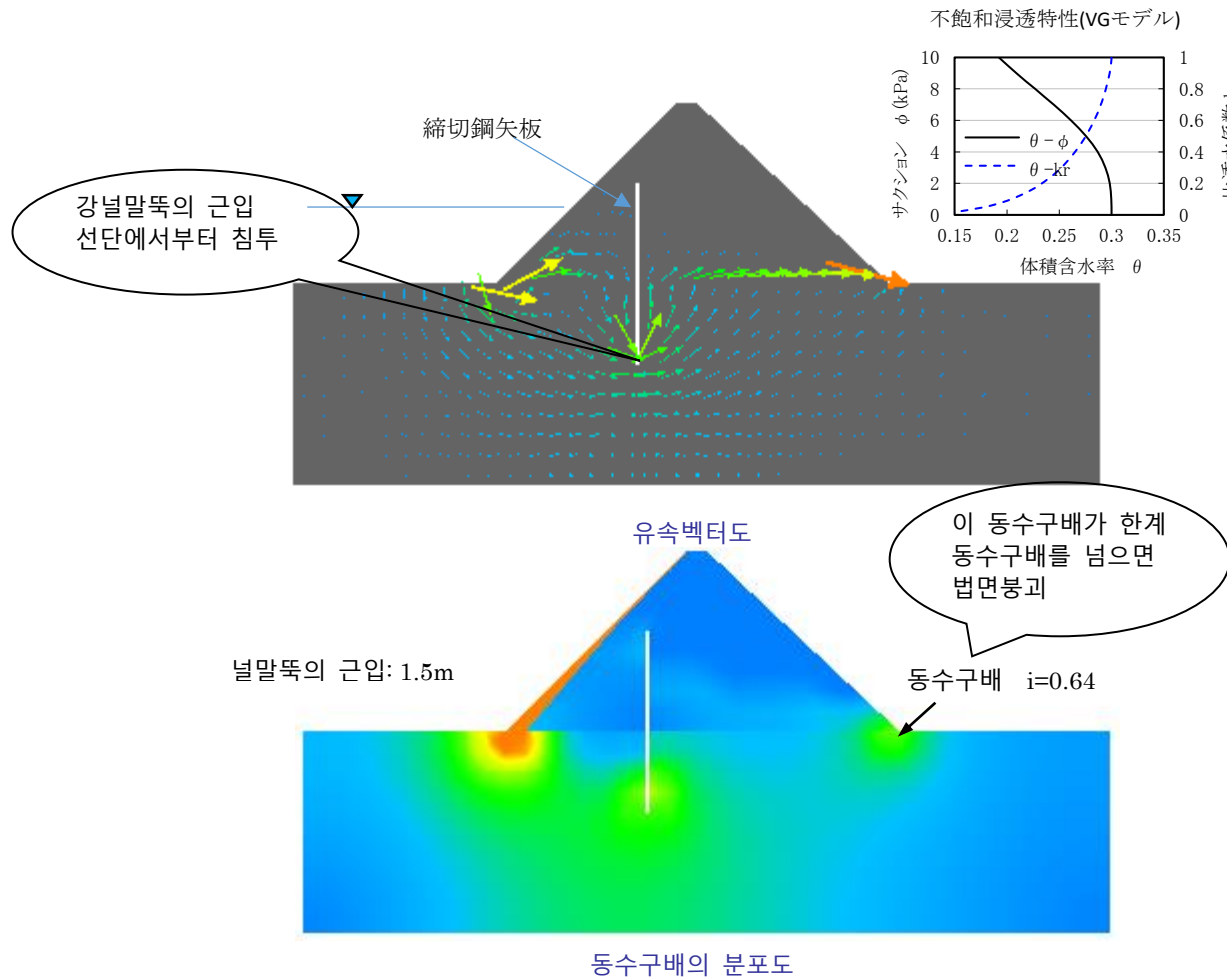 不飽和浸透特性(VGモデル)
サクション φ (kPa)
10
8
6
4
2
0
1
0.8
0.6
0.4
0.2
0
θ-φ
θ-kr
0.15 0.2 0.25 0.3 0.35
体積含水率 θ
締切鋼矢板
강널말뚝의 근입
선단에서부터 침투
유속벡터도
이 동수구배가 한계
동수구배를 넘으면
법면붕괴
널말뚝의 근입: 1.5m
동수구배 i=0.64
동수구배의 분포도